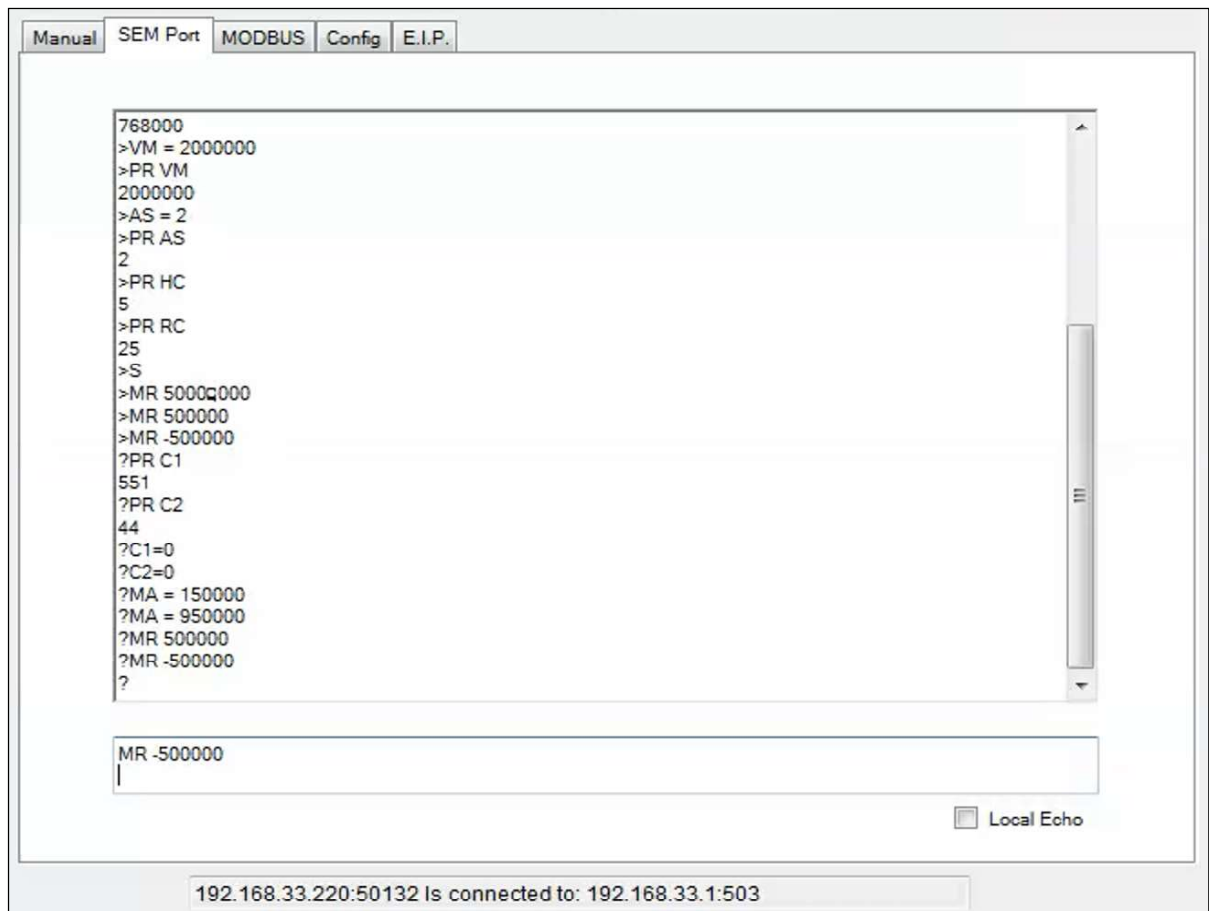 Manual SEM Port MODBUS Config E.I.P.
768000
>VM = 2000000
>PR VM
2000000
>AS = 2
>PR AS
2
>PR HC
5
>PR RC
25
>S
>MR
>MR 500000
>MR -500000
?PR C1
551
?PR C2
44
?C1=0
?C2=0
?MA = 150000
?MA = 950000
?MR 500000
?MR -500000
?
MR -500000
Local Echo
192.168.33.220:50132 Is connected to: 192.168.33.1:503